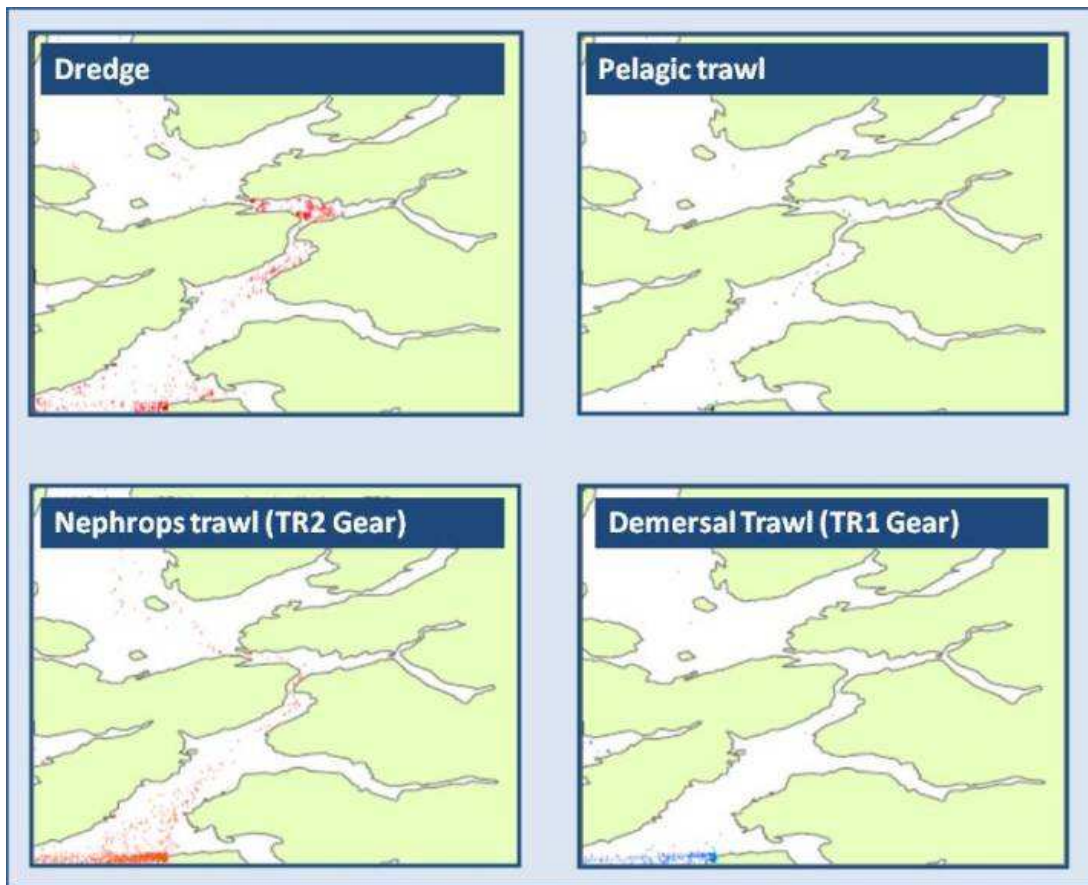 Dredge
Pelagic trawl
Nephrops trawl (TR2 Gear)
Demersal Trawl (TR1 Gear)